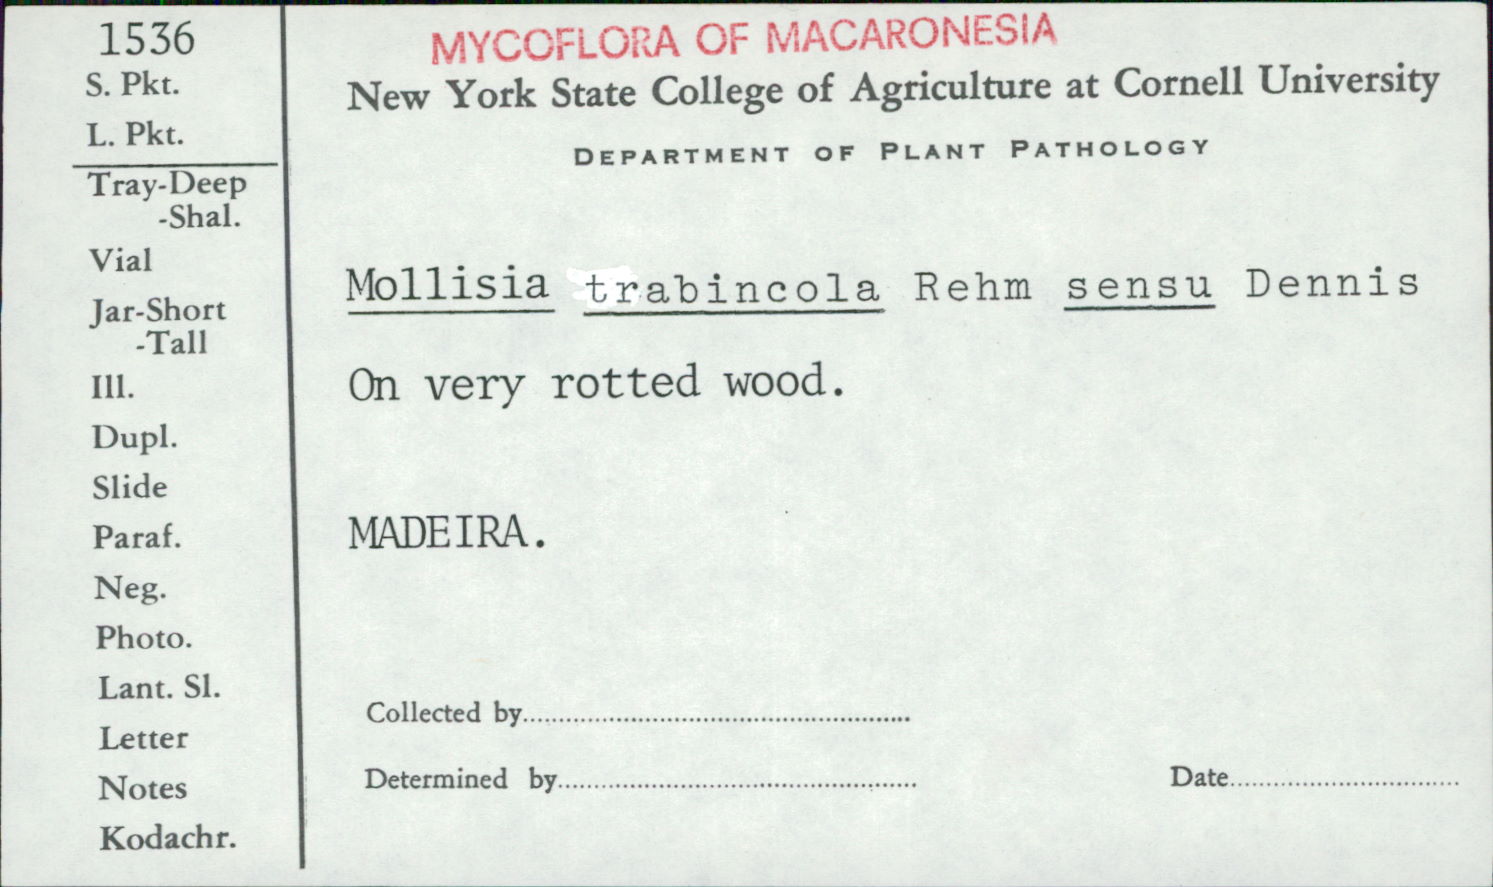 1536
S. Pkt.
L. Pkt.
Tray-Deep
-Shal.
Vial
Jar-Short
-Tall
Ill.
Dupl.
Slide
Paraf.
Neg.
Photo.
Lant. Sl.
Letter
Notes
Kodachr.
MYCOFLORA OF MACARONESIA
New York State College of Agriculture at Cornell University
DEPARTMENT OF PLANT PATHOLOGY
Mollisia trabincola Rehm sensu Dennis
On very rotted wood.
MADEIRA.
Collected by
Determined by
Date